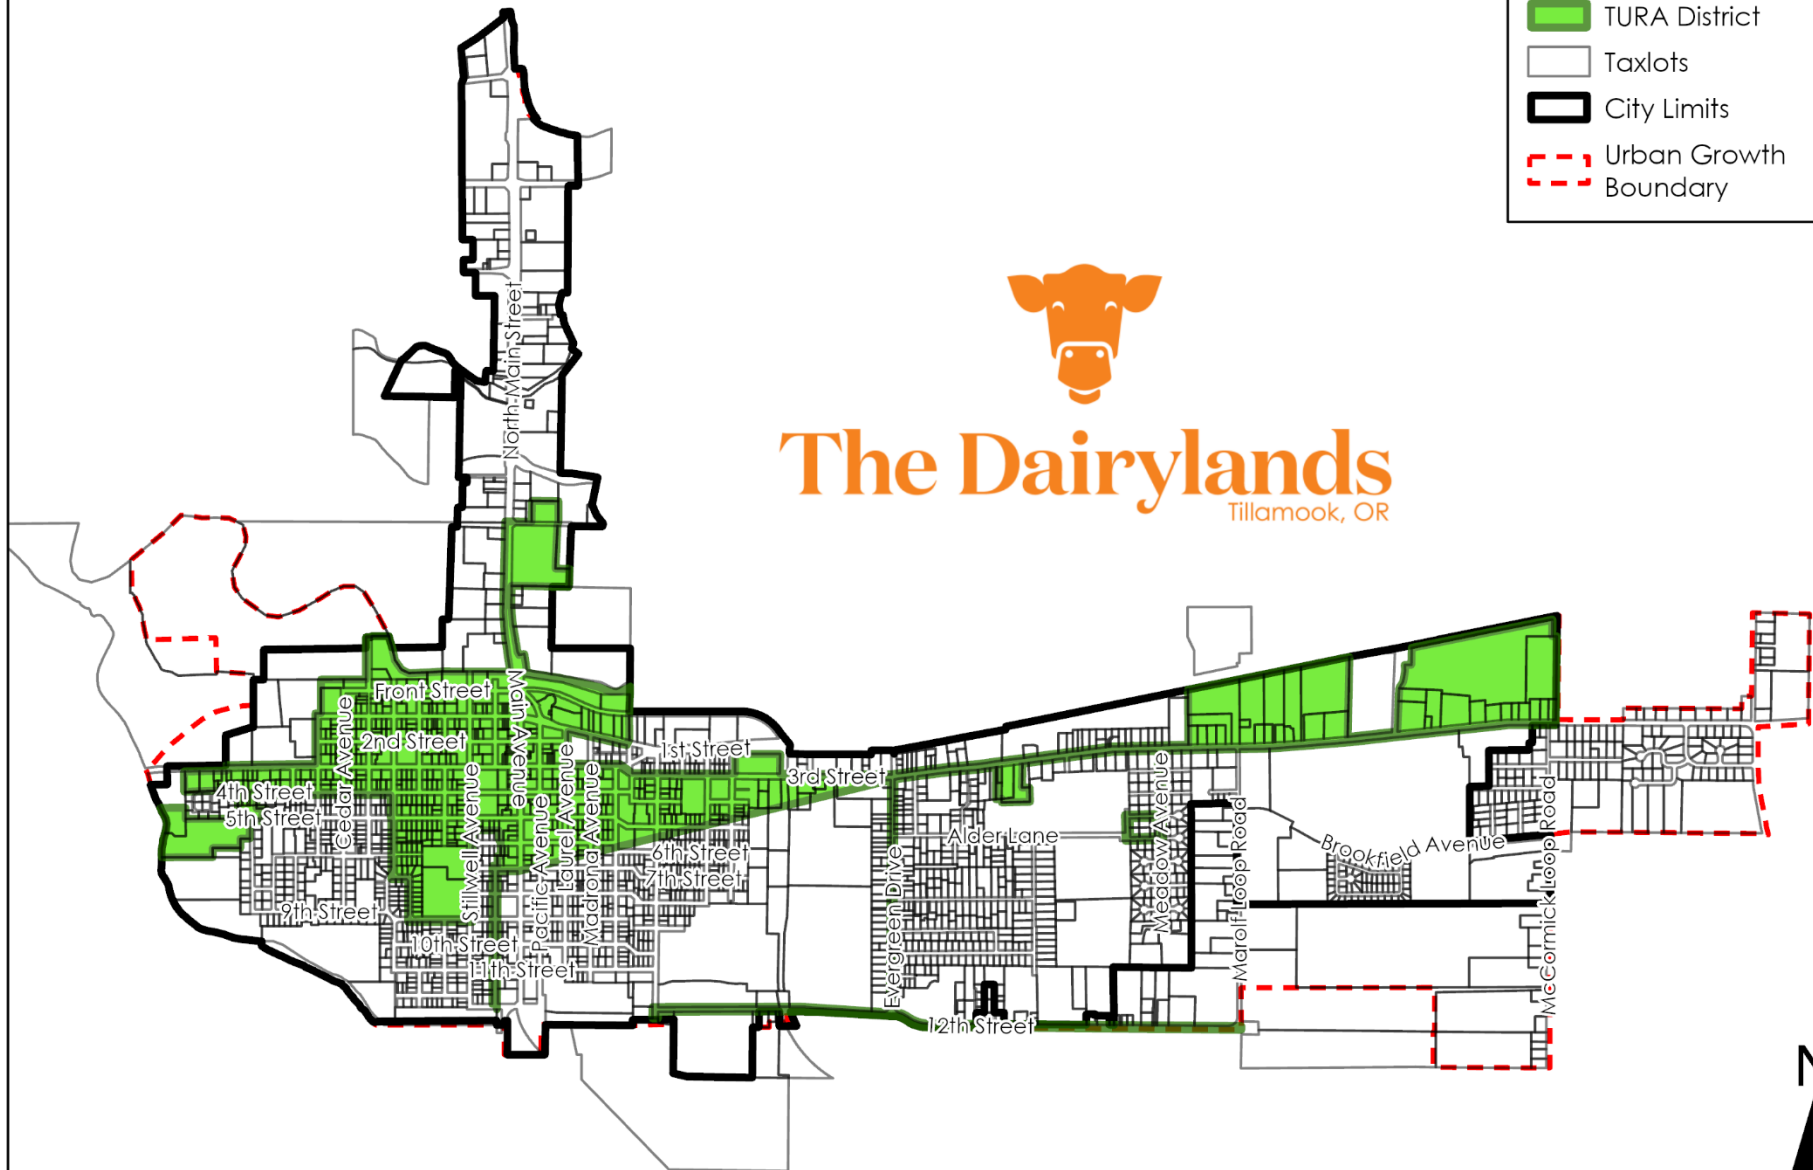 TURA District
Taxlots
City Limits
Urban Growth
Boundary
North Main Street
The Dairylands
Tillamook, OR
Front Street
Main Avenue
2nd Street
1st Street
Cedar Avenue
3rd Street
4th Street
5th Street
Stillwell Avenue
Pacific Avenue
Laurel Avenue
Madrona Avenue
Alder Lane
Meadow Avenue
Marolf Loop Road
Brookfield Avenue
McCormick Loop Road
6th Street
7th Street
9th Street
Evergreen Drive
10th Street
11th Street
12th Street
N